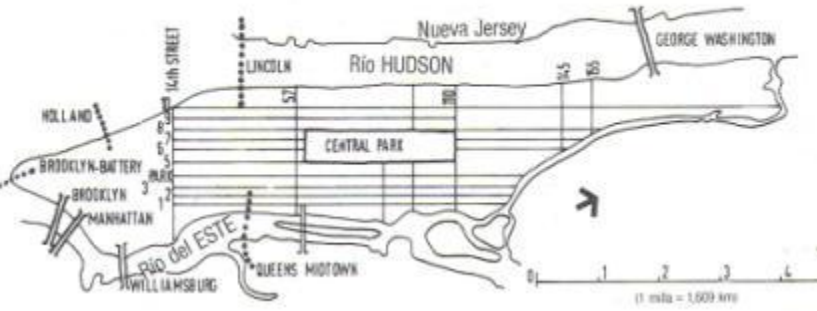 Nueva Jersey
GEORGE WASHINGTON
14th STREET
LINCOLN
Río HUDSON
57
110
145
155
HOLLAND
8
7
6
CENTRAL PARK
5
BROOKLYN-BATTERY
PARK
3
2
1
BROOKLYN
MANHATTAN
Río del ESTE
QUEENS MIDTOWN
WILLIAMSBURG
0 1 2 3 4
(1 milla = 1,609 km)